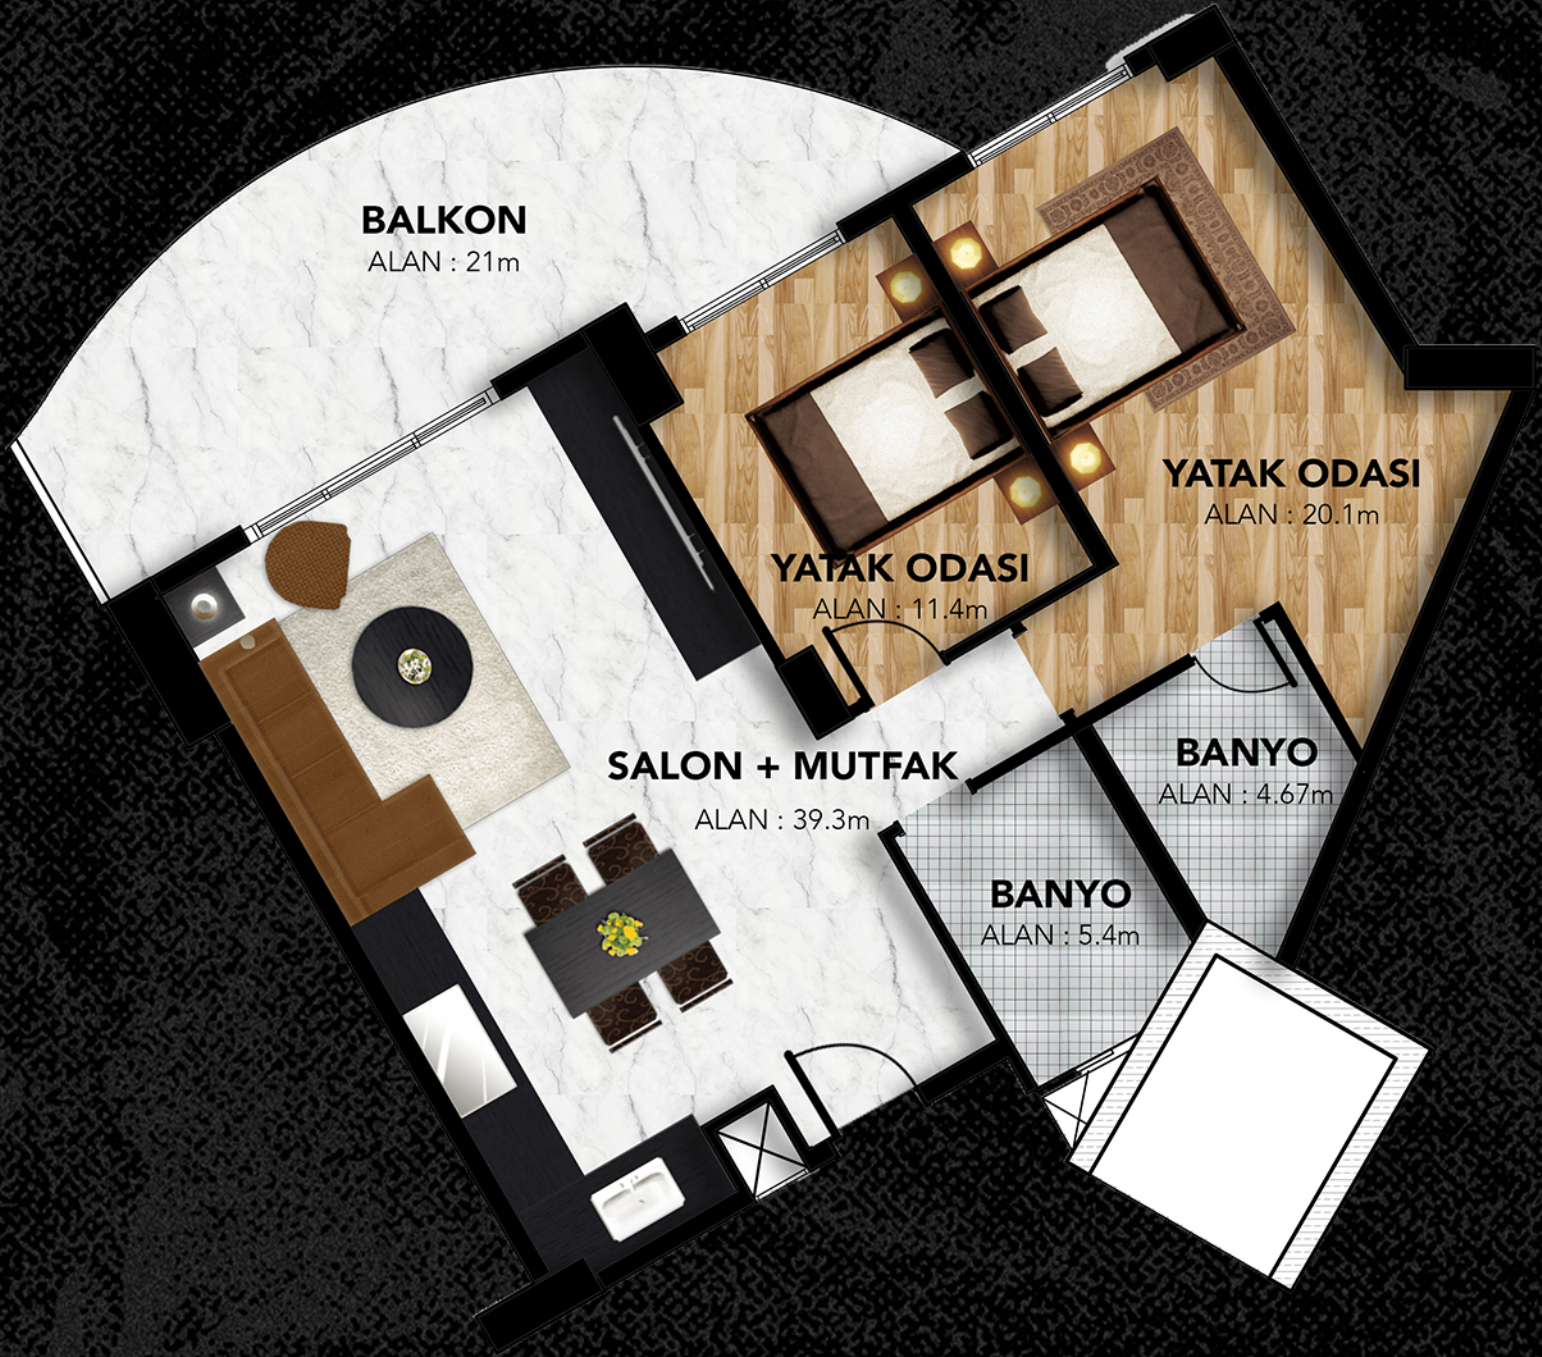 BALKON
ALAN : 21m
YATAK ODASI
ALAN : 20.1m
YATAK ODASI
ALAN : 11.4m
SALON + MUTFAK
ALAN : 39.3m
BANYO
ALAN : 4.67m
BANYO
ALAN : 5.4m